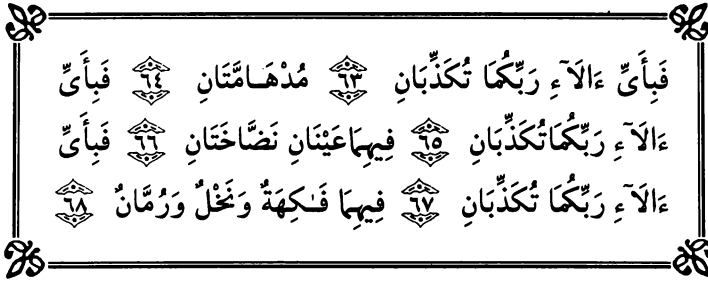 فَبِأَىِّ ءَالَآءِ رَبِّكُمَا تُكَذِّبَانِ ٦٣ مُدْهَآمَّتَانِ ٦٤ فَبِأَىِّ
ءَالَآءِ رَبِّكُمَا تُكَذِّبَانِ ٦٥ فِيهِمَا عَيْنَانِ نَضَّاخَتَانِ ٦٦ فَبِأَىِّ
ءَالَآءِ رَبِّكُمَا تُكَذِّبَانِ ٦٧ فِيهِمَا فَـٰكِهَةٌ وَنَخْلٌ وَرُمَّانٌ ٦٨